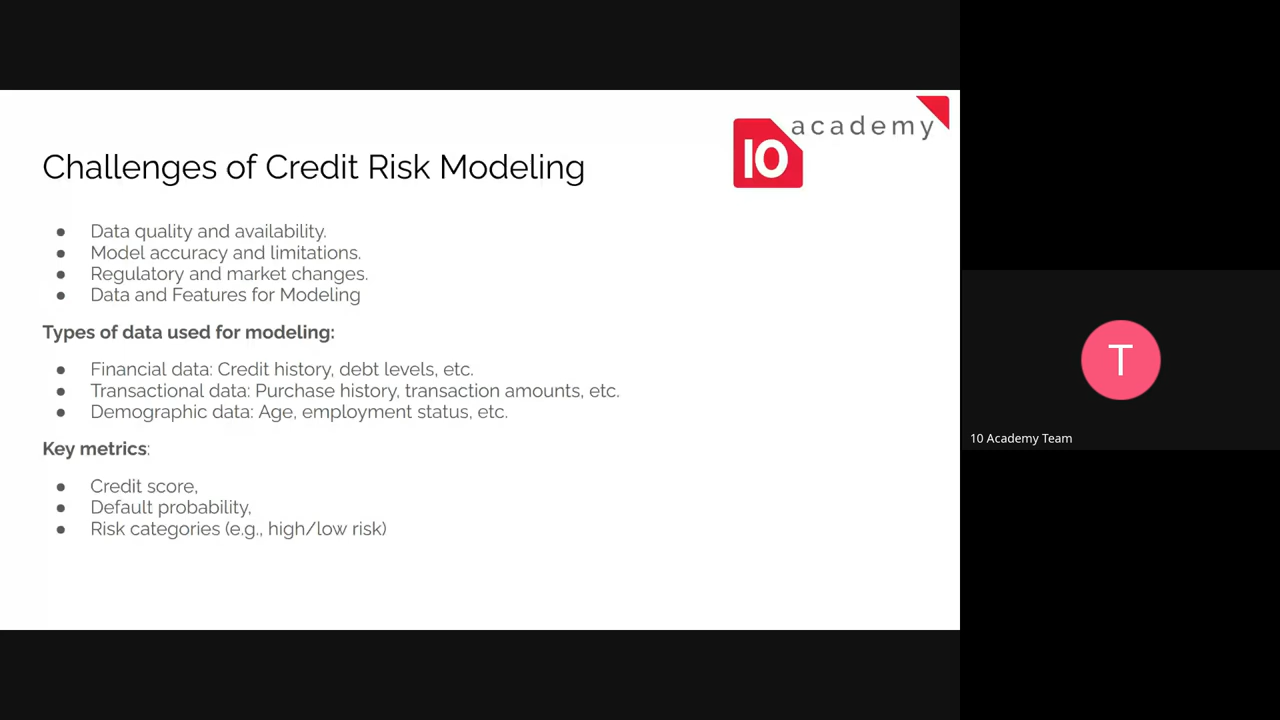 10 academy
Challenges of Credit Risk Modeling
● Data quality and availability.
● Model accuracy and limitations.
● Regulatory and market changes.
● Data and Features for Modeling
Types of data used for modeling:
● Financial data: Credit history, debt levels, etc.
● Transactional data: Purchase history, transaction amounts, etc.
● Demographic data: Age, employment status, etc.
Key metrics:
● Credit score,
● Default probability,
● Risk categories (e.g., high/low risk)
T
10 Academy Team